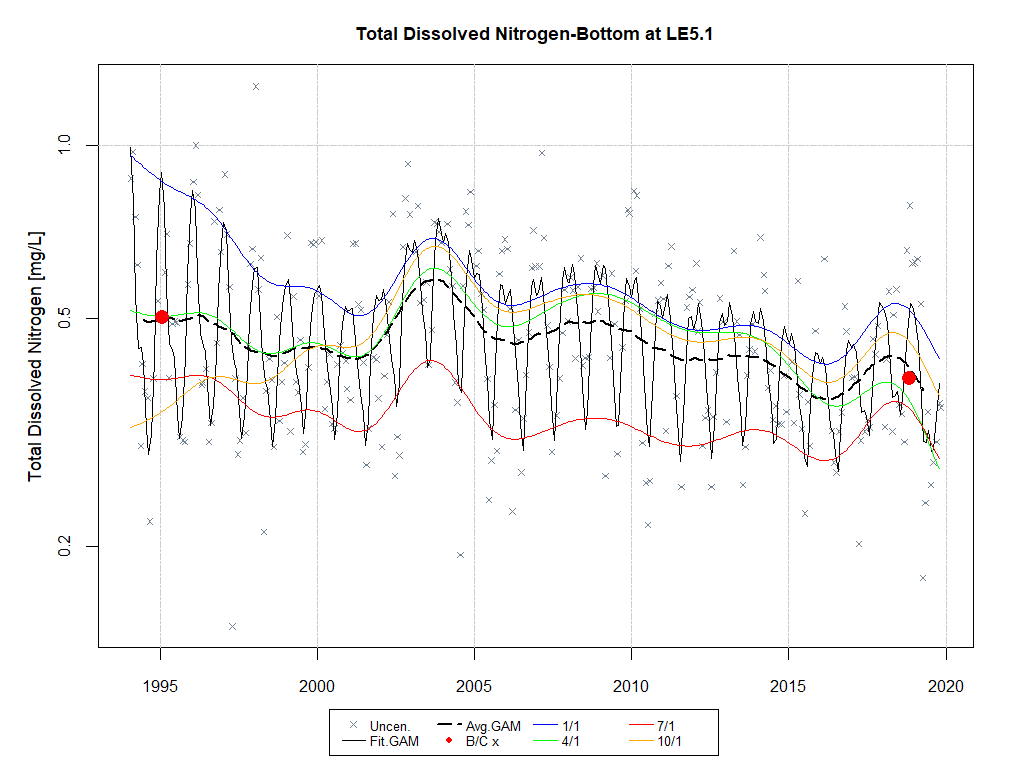 Total Dissolved Nitrogen-Bottom at LE5.1
Total Dissolved Nitrogen [mg/L]
1.0
0.5
0.2
1995 2000 2005 2010 2015 2020
Uncen. Avg.GAM 1/1 7/1
Fit.GAM B/C x 4/1 10/1